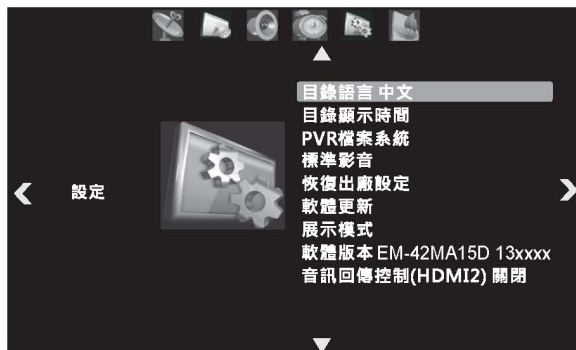 目錄語言 中文
目錄顯示時間
PVR檔案系統
標準影音
設定
恢復出廠設定
軟體更新
展示模式
軟體版本 EM-42MA15D 13xxxx
音訊回傳控制(HDMI2) 關閉